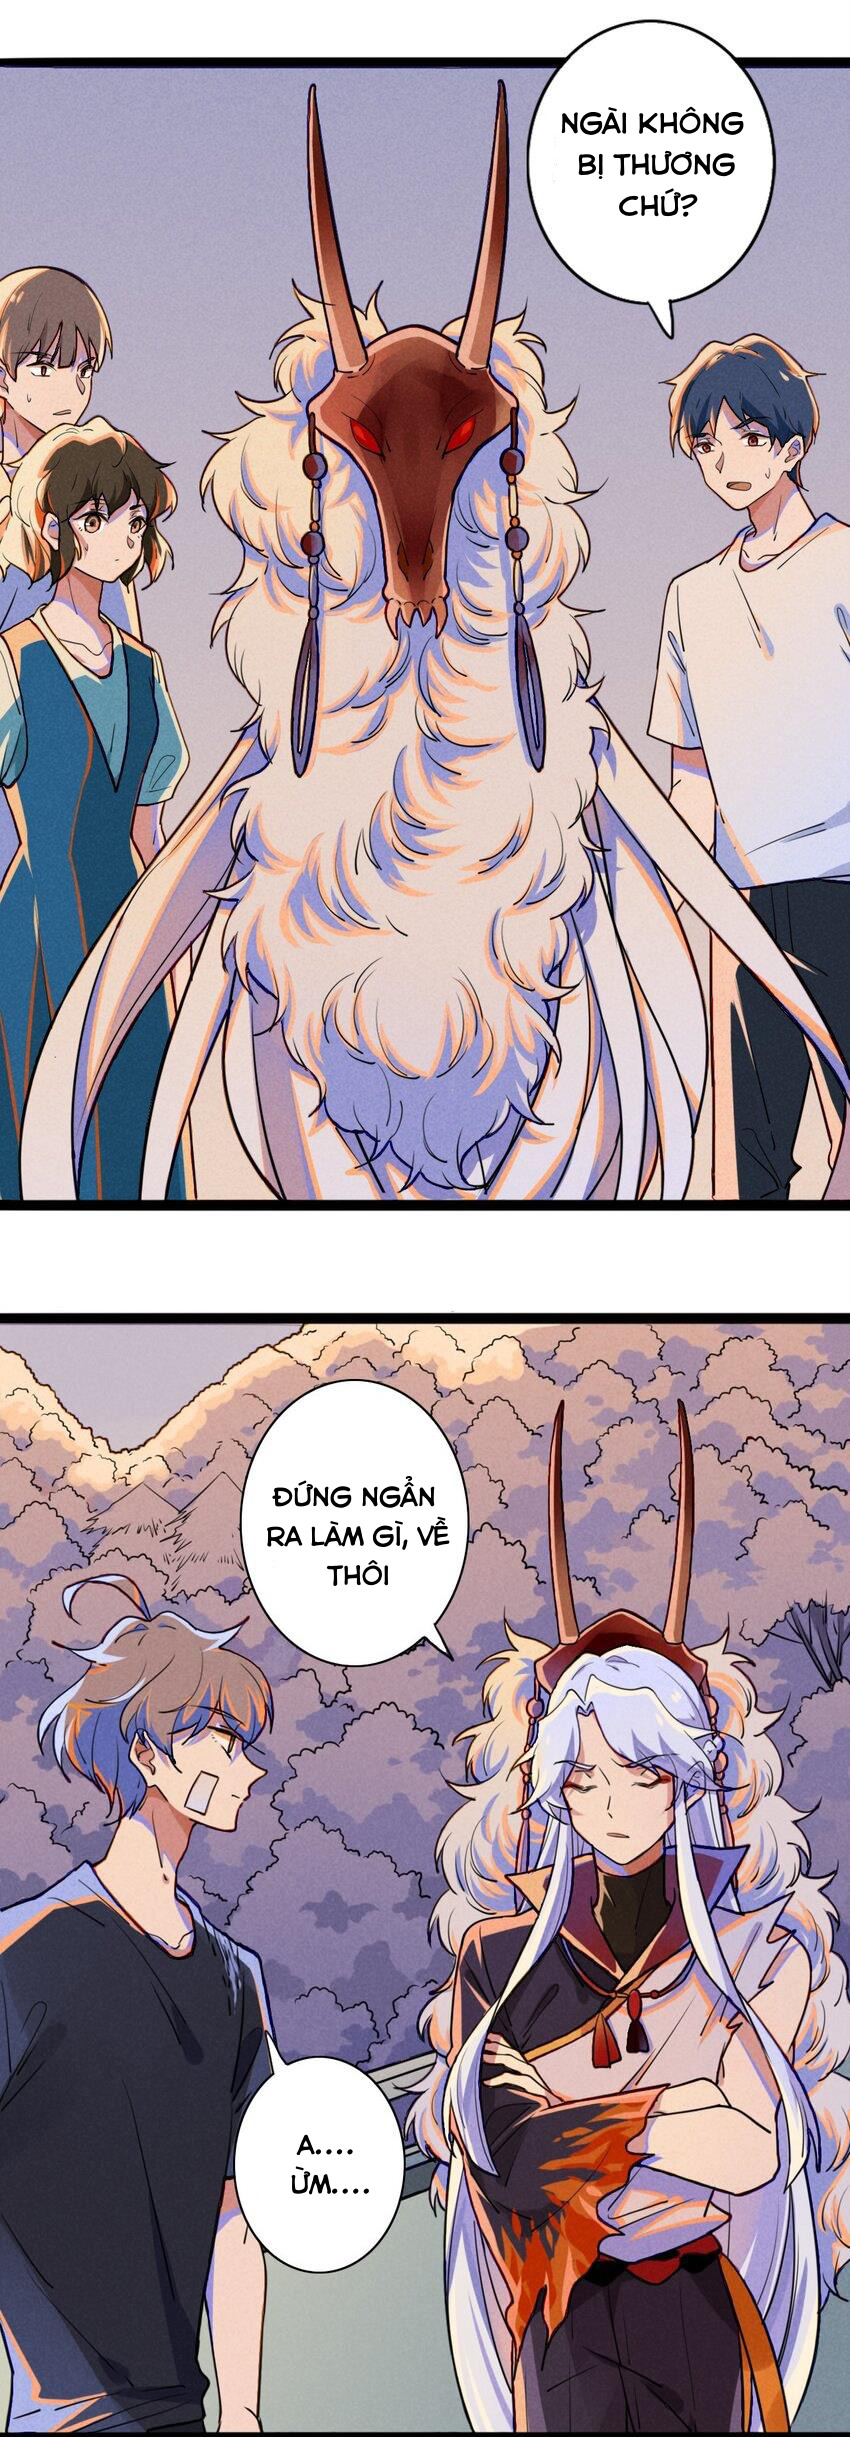 NGÀI KHÔNG
BỊ THƯƠNG
CHỨ?
ĐỨNG NGẨN
RA LÀM GÌ, VỀ
THÔI
A....
ỪM....